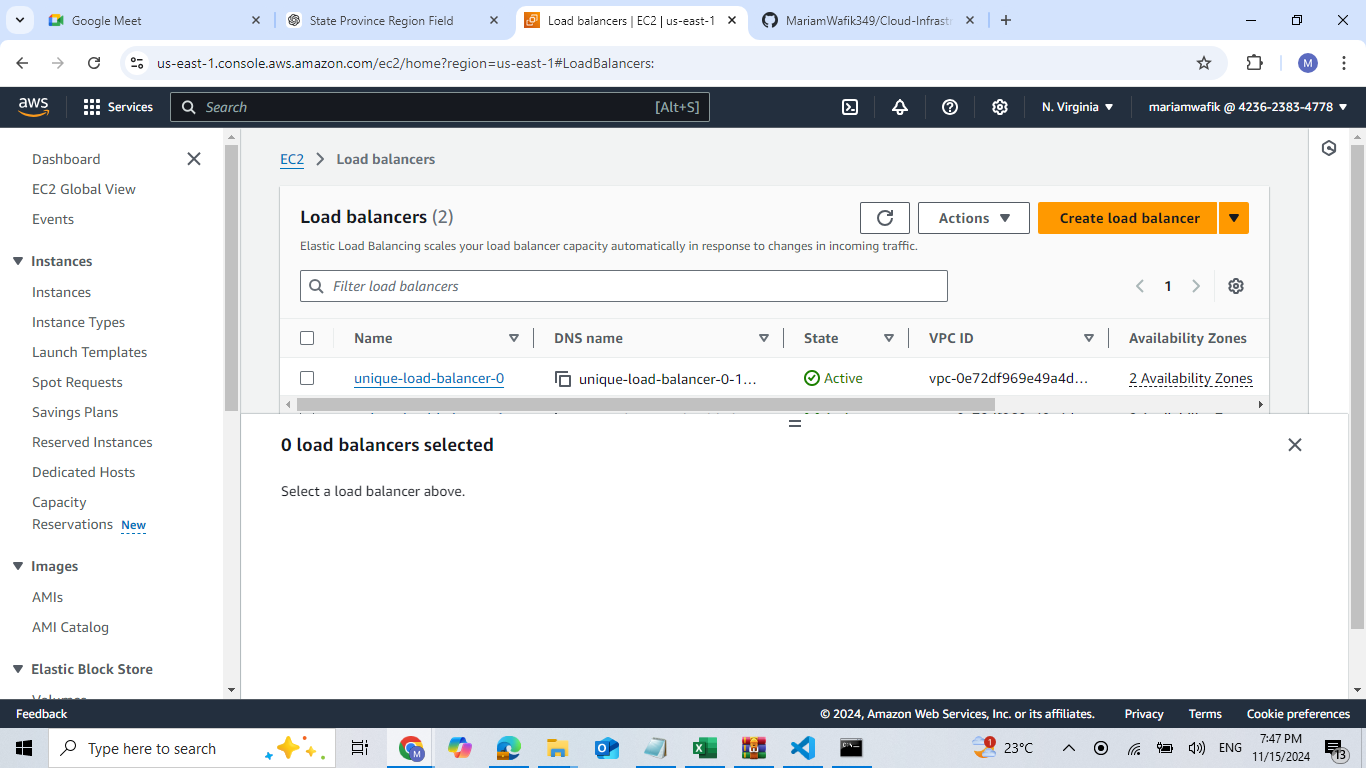 Google Meet
State Province Region Field
Load balancers | EC2 | us-east-1
MariamWafik349/Cloud-Infrastr
us-east-1.console.aws.amazon.com/ec2/home?region=us-east-1#LoadBalancers:
M
aws
Services
Search
[Alt+S]
N. Virginia
mariamwafik @ 4236-2383-4778
Dashboard
EC2 Global View
Events
Instances
Instances
Instance Types
Launch Templates
Spot Requests
Savings Plans
Reserved Instances
Dedicated Hosts
Capacity
Reservations New
Images
AMIs
AMI Catalog
Elastic Block Store
Volumes
EC2 Load balancers
Load balancers (2)
Actions
Create load balancer
Elastic Load Balancing scales your load balancer capacity automatically in response to changes in incoming traffic.
Filter load balancers
1
Name DNS name State VPC ID Availability Zones
unique-load-balancer-0 unique-load-balancer-0-1... Active vpc-0e72df969e49a4d... 2 Availability Zones
0 load balancers selected
Select a load balancer above.
Feedback
© 2024, Amazon Web Services, Inc. or its affiliates.
Privacy
Terms
Cookie preferences
Type here to search
M
1
23°C
ENG
7:47 PM
11/15/2024
13